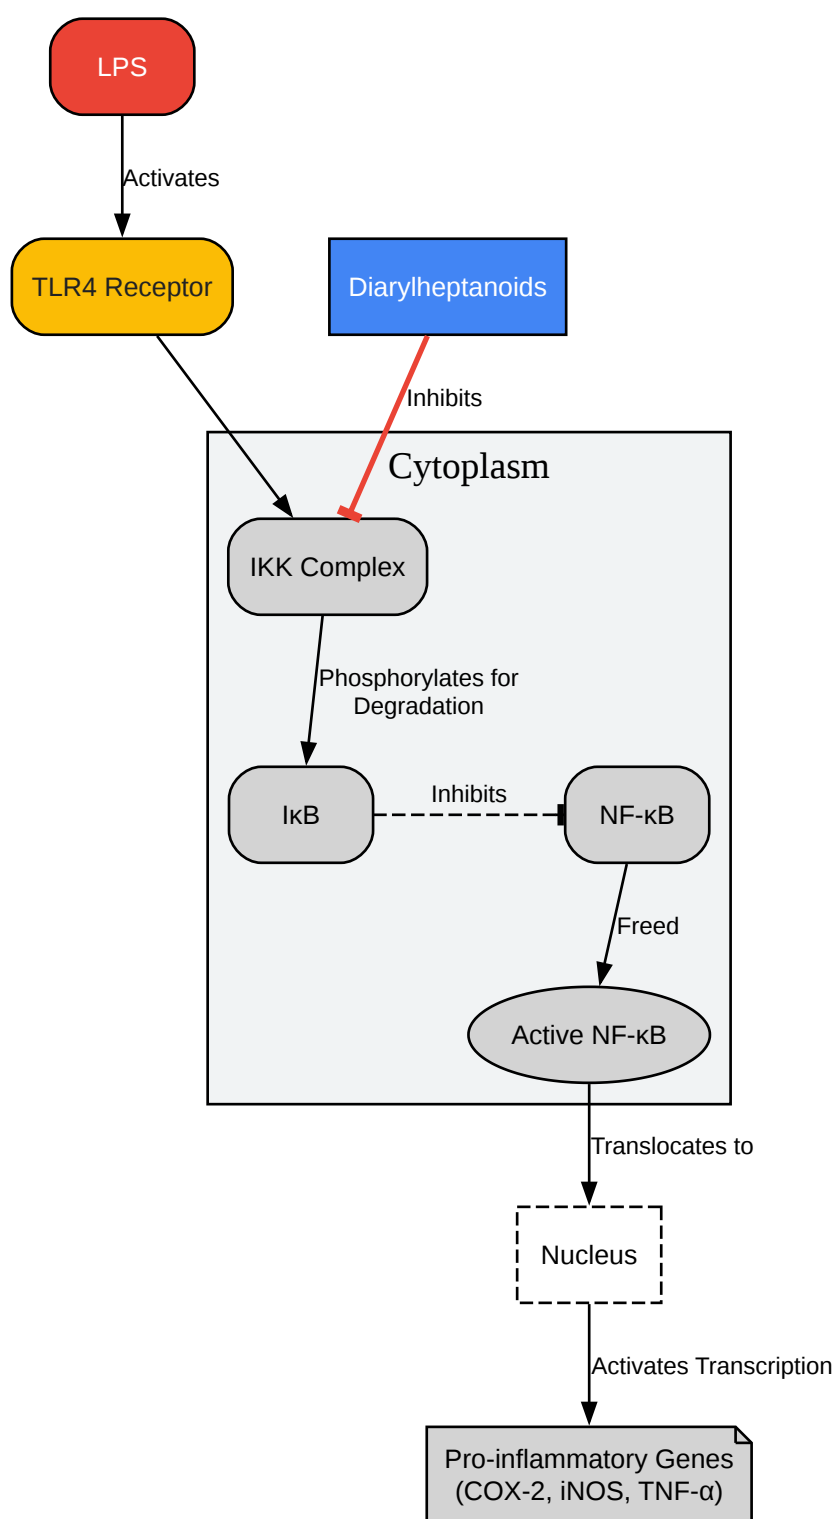 LPS
Activates
TLR4 Receptor
Diarylheptanoids
Inhibits
Cytoplasm
IKK Complex
Phosphorylates for
Degradation
IκB
Inhibits
NF-κB
Freed
Active NF-κB
Translocates to
Nucleus
Activates Transcription
Pro-inflammatory Genes
(COX-2, iNOS, TNF-α)